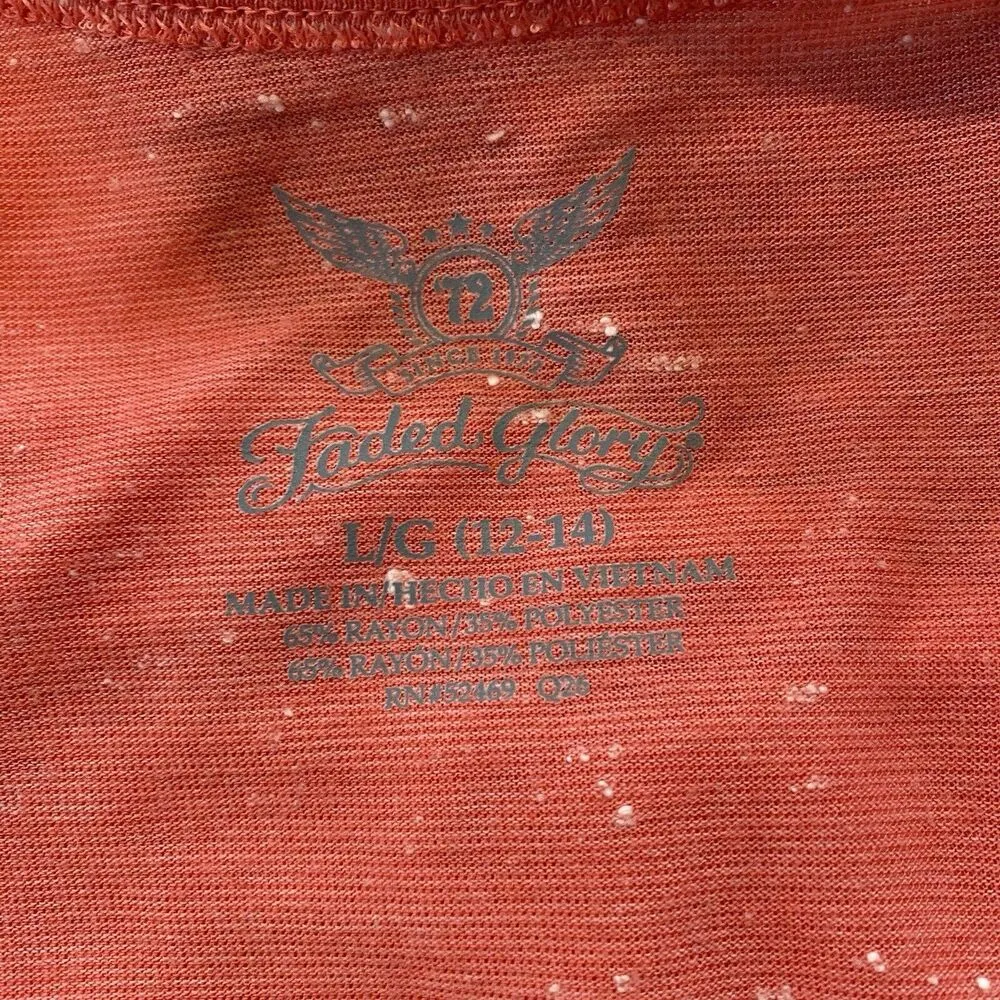 72
SINCE 1972
Faded Glory
L/G (12-14)
MADE IN/HECHO EN VIETNAM
65% RAYON/35% POLYESTER
65% RAYÓN/35% POLIÉSTER
RN#52469 Q26